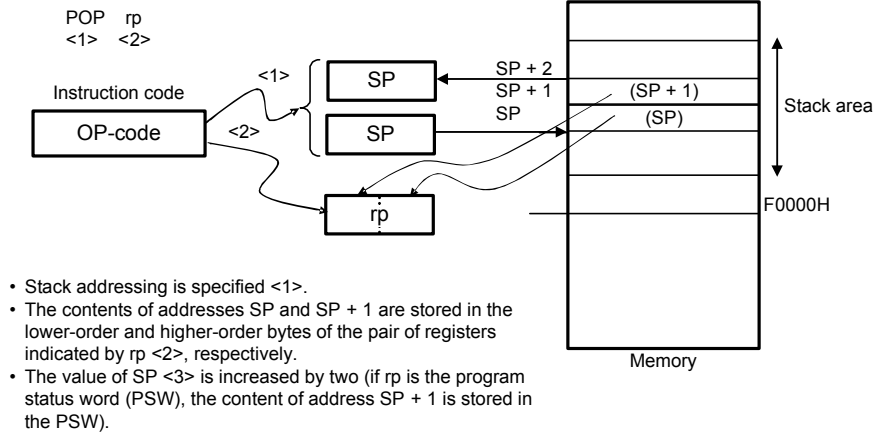 POP rp
<1> <2>
Instruction code
OP-code
<1>
<2>
SP
SP
rp
SP + 2
SP + 1
SP
(SP + 1)
(SP)
Stack area
F0000H
Memory
• Stack addressing is specified <1>.
• The contents of addresses SP and SP + 1 are stored in the
lower-order and higher-order bytes of the pair of registers
indicated by rp <2>, respectively.
• The value of SP <3> is increased by two (if rp is the program
status word (PSW), the content of address SP + 1 is stored in
the PSW).